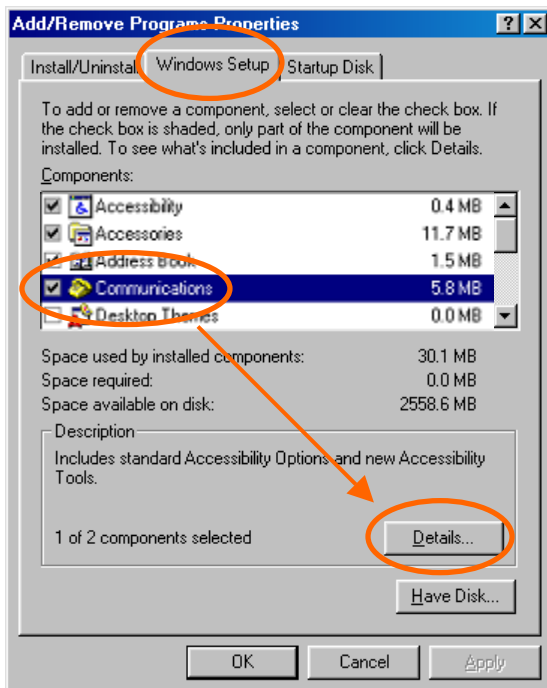 Add/Remove Programs Properties
Install/Uninstall Windows Setup Startup Disk
To add or remove a component, select or clear the check box. If
the check box is shaded, only part of the component will be
installed. To see what's included in a component, click Details.
Components:
Accessibility 0.4 MB
Accessories 11.7 MB
Address Book 1.5 MB
Communications 5.8 MB
Desktop Themes 0.0 MB
Space used by installed components: 30.1 MB
Space required: 0.0 MB
Space available on disk: 2558.6 MB
Description
Includes standard Accessibility Options and new Accessibility
Tools.
1 of 2 components selected Details...
Have Disk...
OK Cancel Apply